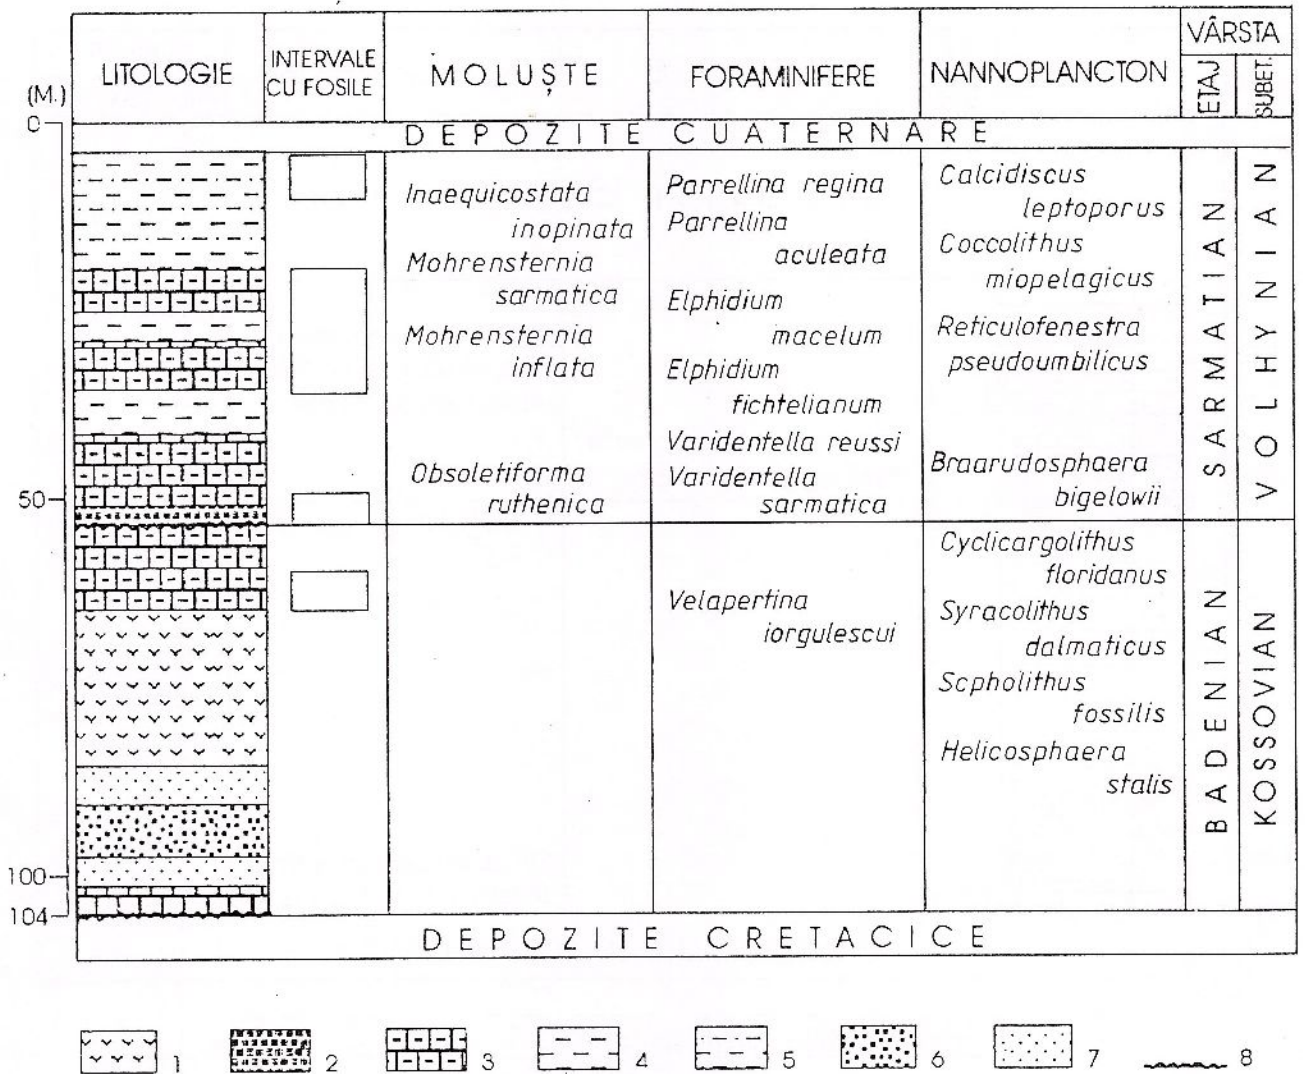 LITOLOGIE
INTERVALE
CU FOSILE
MOLUȘTE
FORAMINIFERE
NANNOPLANCTON
VÂRSTA
ETAJ
SUBET.
(M.)
0
DEPOZITE CUATERNARE
Inaequicostata
inopinata
Mohrensternia
sarmatica
Mohrensternia
inflata
Obsoletiforma
ruthenica
Parrellina regina
Parrellina
aculeata
Elphidium
macelum
Elphidium
fichtelianum
Varidentella reussi
Varidentella
sarmatica
Calcidiscus
leptoporus
Coccolithus
miopelagicus
Reticulofenestra
pseudoumbilicus
Braarudosphaera
bigelowii
SARMATIAN
VOLHYNIAN
50
Velapertina
iorgulescui
Cyclicargolithus
floridanus
Syracolithus
dalmaticus
Scpholithus
fossilis
Helicosphaera
stalis
BADENIAN
KOSSOVIAN
100
104
DEPOZITE CRETACICE
1
2
3
4
5
6
7
8